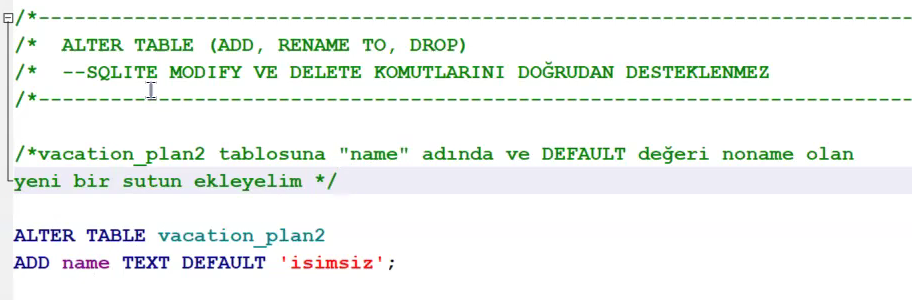 /*------------------------------------------------------------------------
/*  ALTER TABLE (ADD, RENAME TO, DROP)
/*  --SQLITE MODIFY VE DELETE KOMUTLARINI DOĞRUDAN DESTEKLENMEZ
/*------------------------------------------------------------------------
/*vacation_plan2 tablosuna "name" adında ve DEFAULT değeri noname olan
yeni bir sutun ekleyelim */
ALTER TABLE vacation_plan2
ADD name TEXT DEFAULT 'isimsiz';